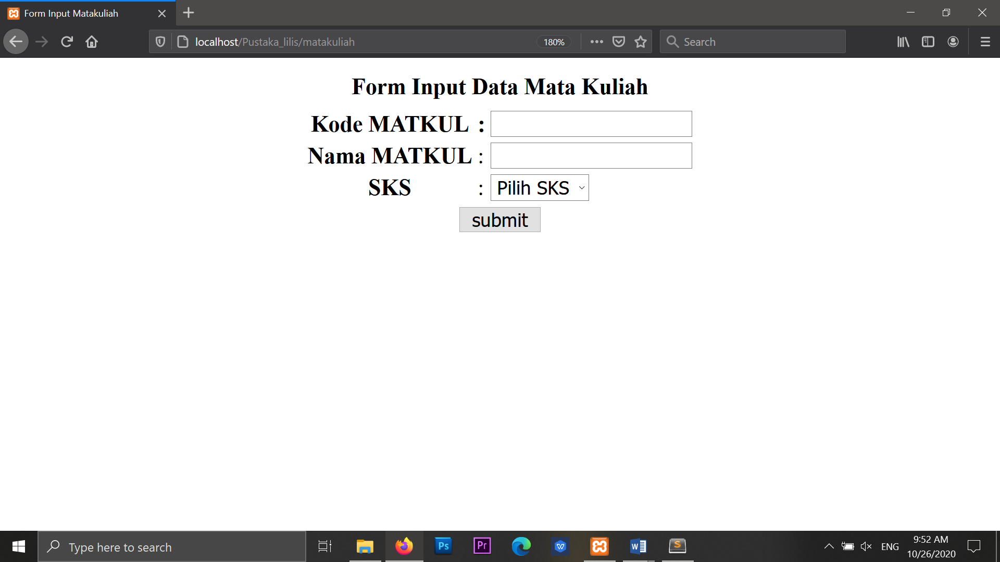 Form Input Matakuliah
localhost/Pustaka_lilis/matakuliah
180%
Search
Form Input Data Mata Kuliah
Kode MATKUL :
Nama MATKUL :
SKS : Pilih SKS
submit
Type here to search
Ps
Pr
W
S
ENG
9:52 AM
10/26/2020